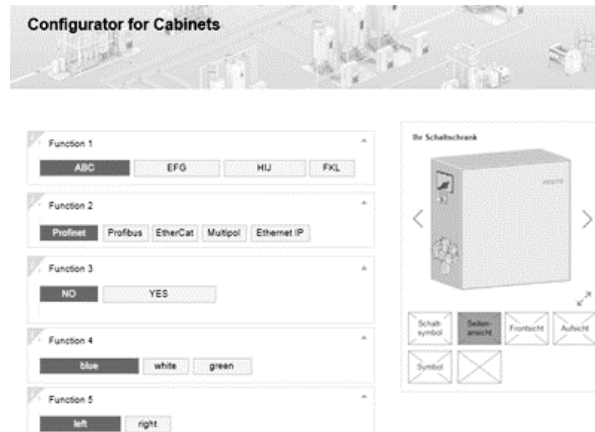 Configurator for Cabinets
Function 1
ABC EFG HIJ FKL
Function 2
Profinet Profibus EtherCat Multipol Ethernet IP
Function 3
NO YES
Function 4
blue white green
Function 5
left right
Ihr Schaltschrank
FESTO
Schalt-
symbol
Seiten-
ansicht
Frontsicht
Aufsicht
Symbol